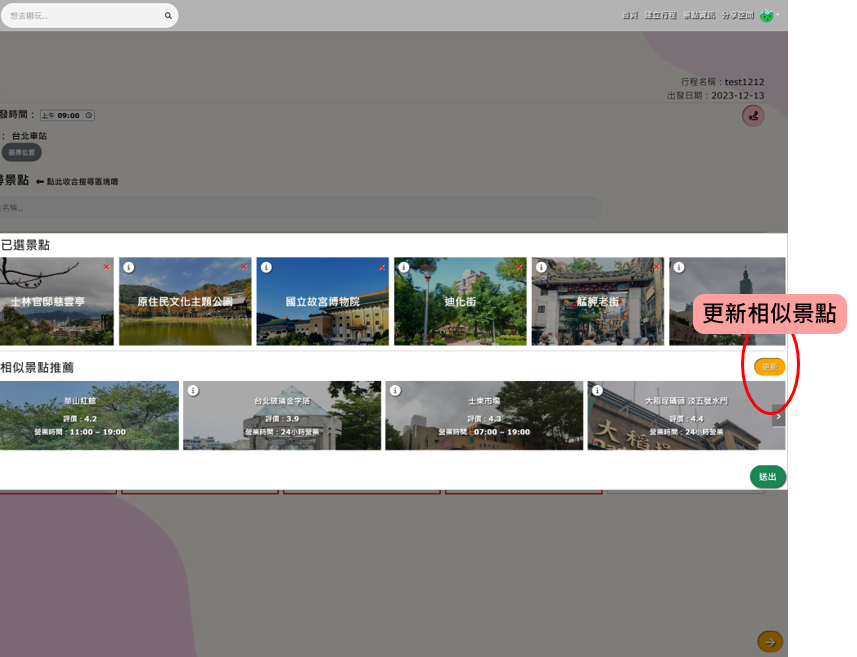 想去哪玩..
首頁 建立行程 景點資訊 分享空間
行程名稱：test1212
出發日期：2023-12-13
發時間： 上午 09:00
： 台北車站
選擇位置
尋景點 ← 點此收合搜尋區塊唷
名稱..
已選景點
士林官邸慈雲亭
原住民文化主題公園
國立故宮博物院
迪化街
艋舺老街
更新相似景點
相似景點推薦
更新
草山紅館
評價：4.2
營業時間：11:00 – 19:00
台北玻璃金字塔
評價：3.9
營業時間：24小時營業
士東市場
評價：4.3
營業時間：07:00 – 19:00
大稻埕碼頭 淡五號水門
評價：4.4
營業時間：24小時營業
大稻埕
送出